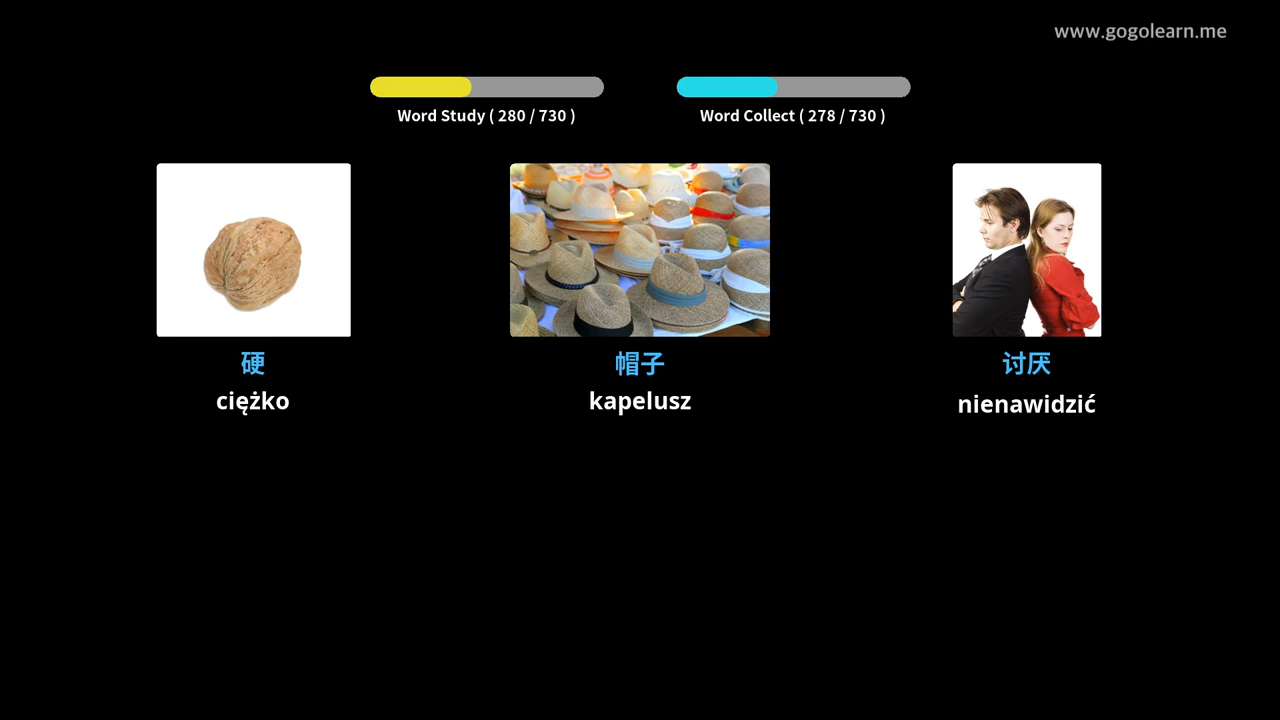 www.gogolearn.me
Word Study ( 280 / 730 )
Word Collect ( 278 / 730 )
硬
ciężko
帽子
kapelusz
讨厌
nienawidzić